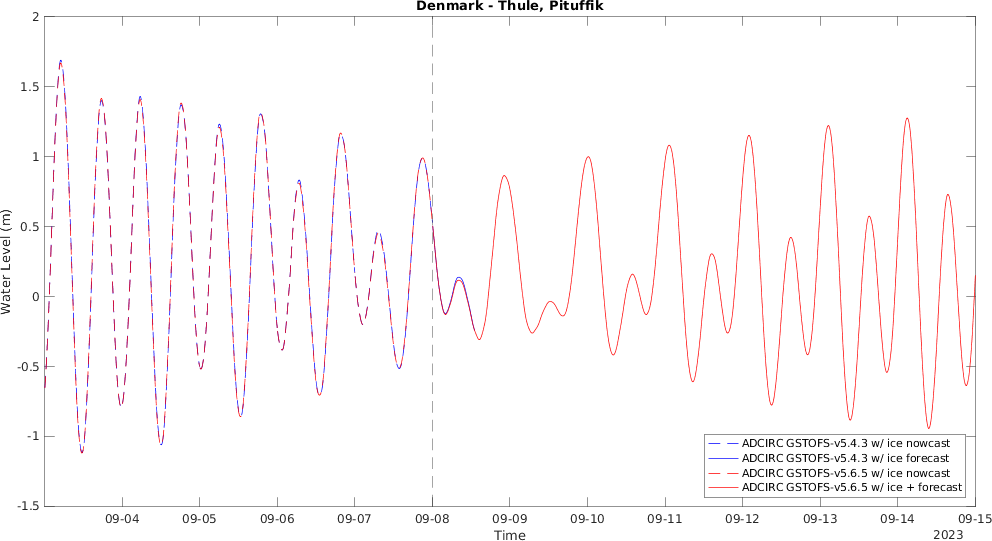 Denmark - Thule, Pituffik
2
1.5
1
0.5
0
-0.5
-1
-1.5
Water Level (m)
ADCIRC GSTOFS-v5.4.3 w/ ice nowcast
ADCIRC GSTOFS-v5.4.3 w/ ice forecast
ADCIRC GSTOFS-v5.6.5 w/ ice nowcast
ADCIRC GSTOFS-v5.6.5 w/ ice + forecast
09-04 09-05 09-06 09-07 09-08 09-09 09-10 09-11 09-12 09-13 09-14 09-15
Time
2023